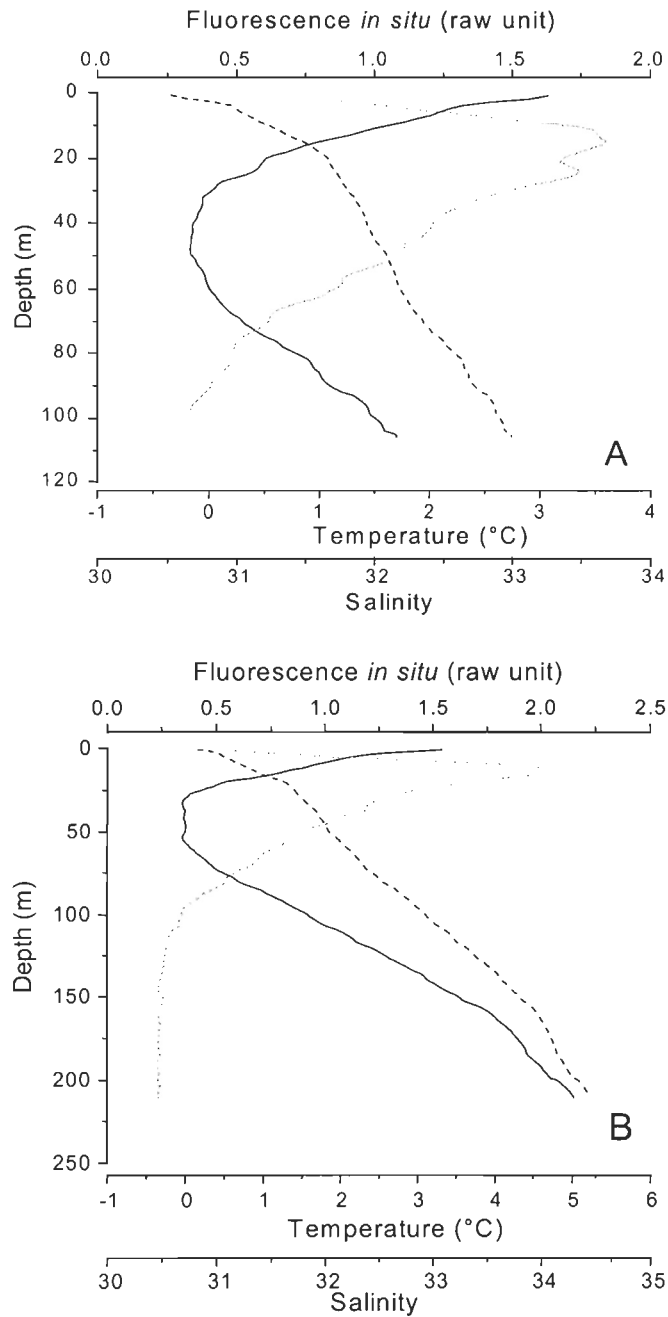 Fluorescence in situ (raw unit)
0.0 0.5 1.0 1.5 2.0
0
20
40
60
80
100
120
Depth (m)
A
-1 0 1 2 3 4
Temperature (°C)
30 31 32 33 34
Salinity
Fluorescence in situ (raw unit)
0.0 0.5 1.0 1.5 2.0 2.5
0
50
100
150
200
250
Depth (m)
B
-1 0 1 2 3 4 5 6
Temperature (°C)
30 31 32 33 34 35
Salinity